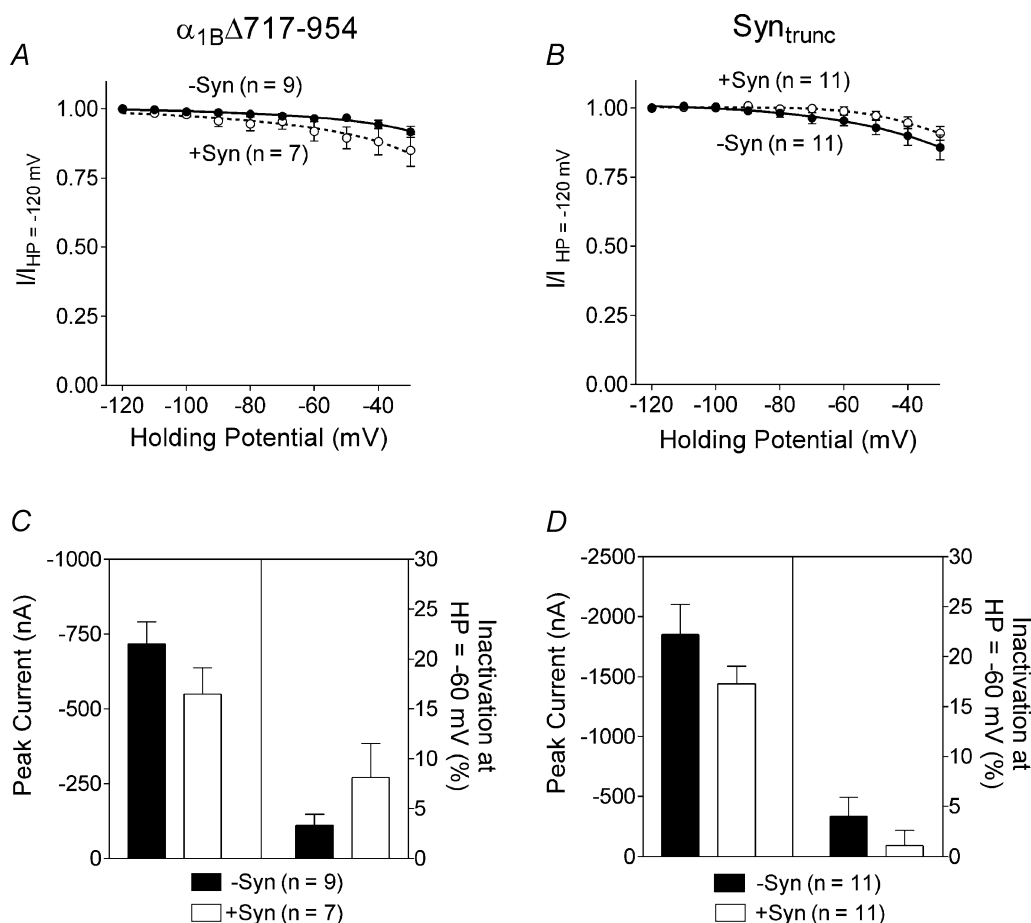 α1BΔ717-954
Syntrunc
A
B
-Syn (n = 9)
+Syn (n = 7)
+Syn (n = 11)
-Syn (n = 11)
1.00
0.75
0.50
0.25
0.00
I/IHP = -120 mV
-120 -100 -80 -60 -40
Holding Potential (mV)
1.00
0.75
0.50
0.25
0.00
I/I HP = -120 mV
-120 -100 -80 -60 -40
Holding Potential (mV)
C
D
-1000
-750
-500
-250
0
Peak Current (nA)
30
25
20
15
10
5
0
Inactivation at
HP = -60 mV (%)
-Syn (n = 9)
+Syn (n = 7)
-2500
-2000
-1500
-1000
-500
0
Peak Current (nA)
30
25
20
15
10
5
0
Inactivation at
HP = -60 mV (%)
-Syn (n = 11)
+Syn (n = 11)